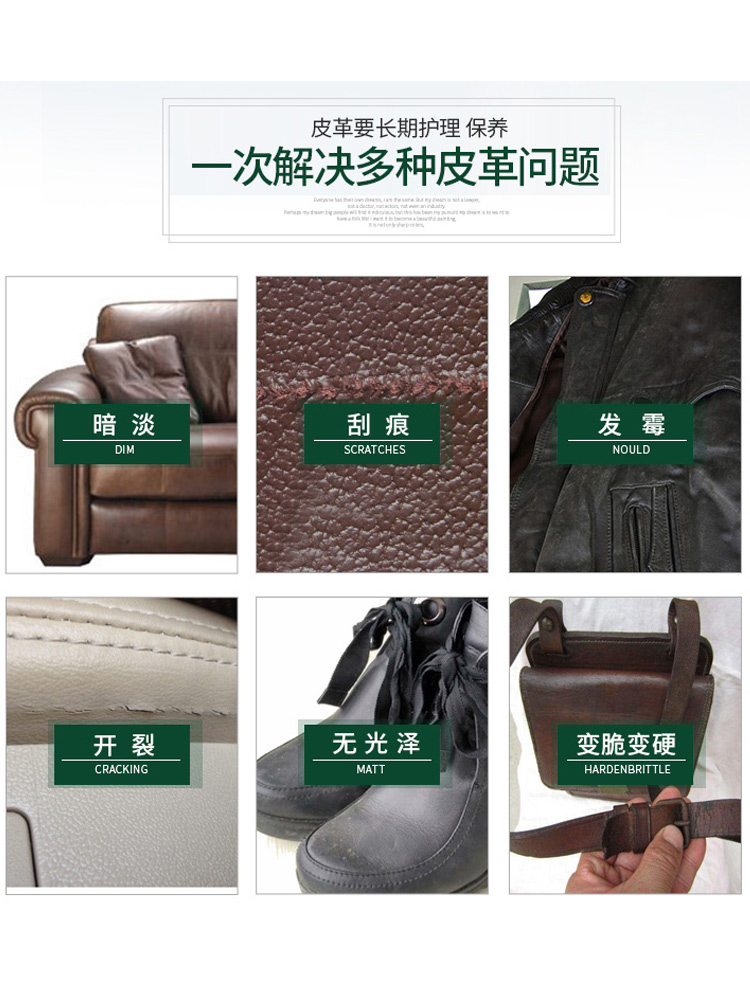 皮革要长期护理 保养
一次解决多种皮革问题
Everyone has their own dreams, I am the same. But my dream is not a lawyer,
not a doctor, not actors, not even an industry.
Perhaps my dream big people will find it ridiculous, but this has been my pursuit! My dream is to want to
have a folk life! I want it to become a beautiful painting,
it is not only sharp colors,
暗淡
DIM
刮痕
SCRATCHES
发霉
NOULD
开裂
CRACKING
无光泽
MATT
变脆变硬
HARDENBRITTLE